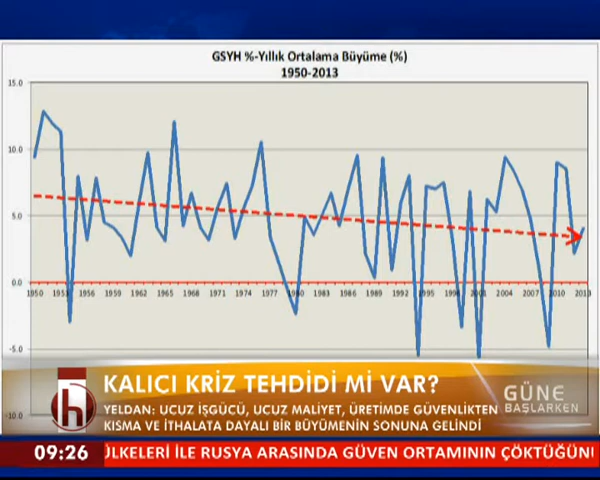 GSYH %-Yıllık Ortalama Büyüme (%)
1950-2013
15.0
10.0
5.0
0.0
1950 1953 1956 1959 1962 1965 1968 1971 1974 1977 1980 1983 1986 1989 1992 1995 1998 2001 2004 2007 2010 2013
-5.0
-10.0
h
KALICI KRİZ TEHDİDİ Mİ VAR?
YELDAN: UCUZ İŞGÜCÜ, UCUZ MALİYET, ÜRETİMDE GÜVENLİKTEN
KISMA VE İTHALATA DAYALI BİR BÜYÜMENİN SONUNA GELİNDİ
GÜNE
BAŞLARKEN
09:26
ÜLKELERİ İLE RUSYA ARASINDA GÜVEN ORTAMININ ÇÖKTÜĞÜNÜ